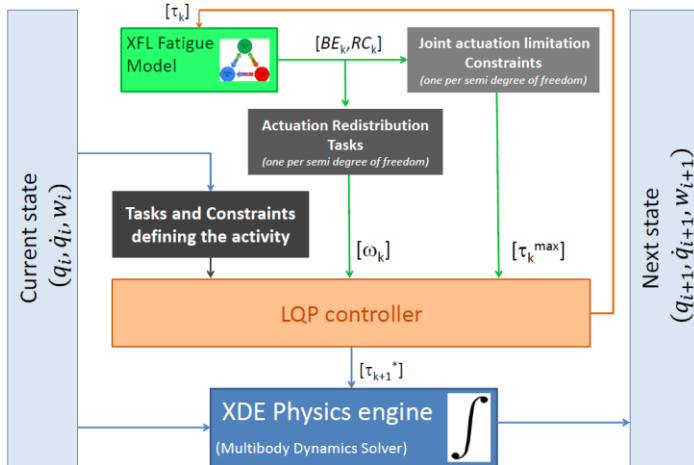 [τk]
XFL Fatigue
Model
[BEk,RCk]
Joint actuation limitation
Constraints
(one per semi degree of freedom)
Actuation Redistribution
Tasks
(one per semi degree of freedom)
Current state
(qi, q̇i, wi)
Tasks and Constraints
defining the activity
[ωk]
[τk^max]
LQP controller
[τk+1*]
XDE Physics engine
(Multibody Dynamics Solver)
∫
Next state
(qi+1, q̇i+1, wi+1)